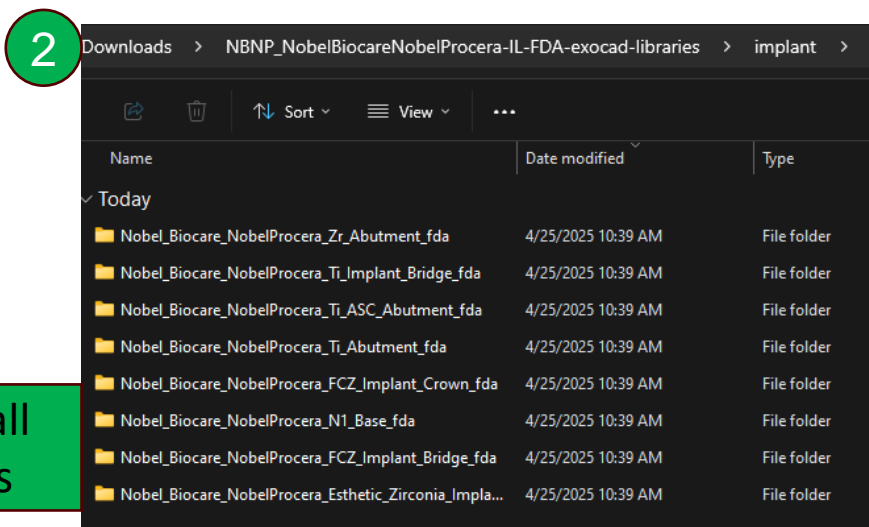 2
Downloads > NBNP_NobelBiocareNobelProcera-IL-FDA-exocad-libraries > implant >
Sort View ...
Name Date modified Type
Today
Nobel_Biocare_NobelProcera_Zr_Abutment_fda 4/25/2025 10:39 AM File folder
Nobel_Biocare_NobelProcera_Ti_Implant_Bridge_fda 4/25/2025 10:39 AM File folder
Nobel_Biocare_NobelProcera_Ti_ASC_Abutment_fda 4/25/2025 10:39 AM File folder
Nobel_Biocare_NobelProcera_Ti_Abutment_fda 4/25/2025 10:39 AM File folder
Nobel_Biocare_NobelProcera_FCZ_Implant_Crown_fda 4/25/2025 10:39 AM File folder
Nobel_Biocare_NobelProcera_N1_Base_fda 4/25/2025 10:39 AM File folder
Nobel_Biocare_NobelProcera_FCZ_Implant_Bridge_fda 4/25/2025 10:39 AM File folder
Nobel_Biocare_NobelProcera_Esthetic_Zirconia_Impla... 4/25/2025 10:39 AM File folder